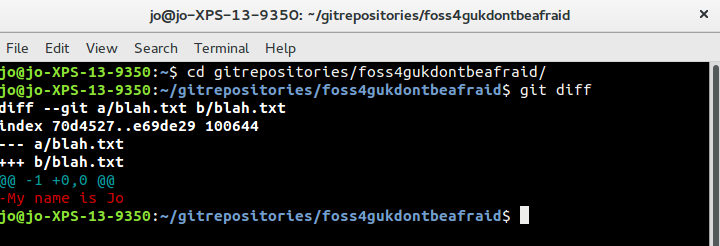 jo@jo-XPS-13-9350: ~/gitrepositories/foss4gukdontbeafraid
File Edit View Search Terminal Help
jo@jo-XPS-13-9350:~$ cd gitrepositories/foss4gukdontbeafraid/
jo@jo-XPS-13-9350:~/gitrepositories/foss4gukdontbeafraid$ git diff
diff --git a/blah.txt b/blah.txt
index 70d4527..e69de29 100644
--- a/blah.txt
+++ b/blah.txt
@@ -1 +0,0 @@
-My name is Jo
jo@jo-XPS-13-9350:~/gitrepositories/foss4gukdontbeafraid$